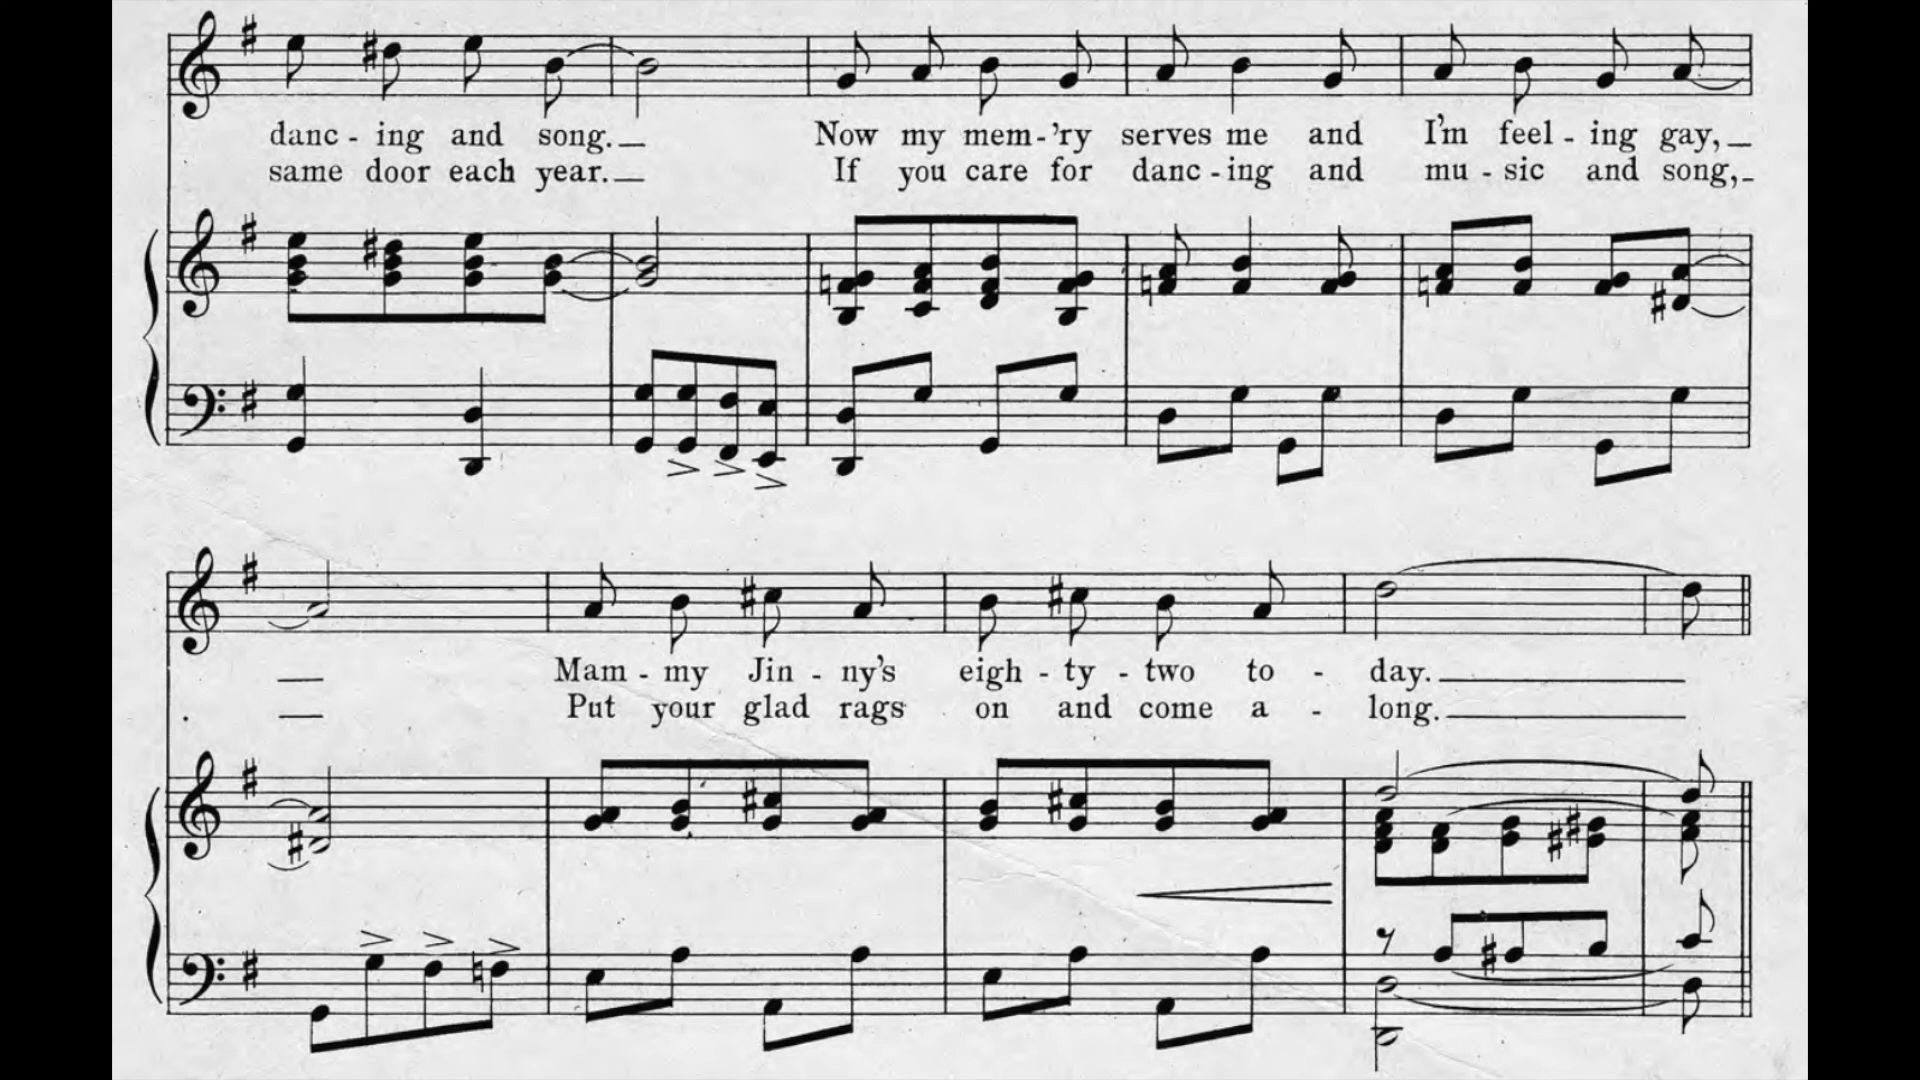 danc - ing and song. Now my mem - 'ry serves me and I'm feel - ing gay,
same door each year. If you care for danc - ing and mu - sic and song,
Mam - my Jin - ny's eigh - ty - two to - day.
Put your glad rags on and come a - long.